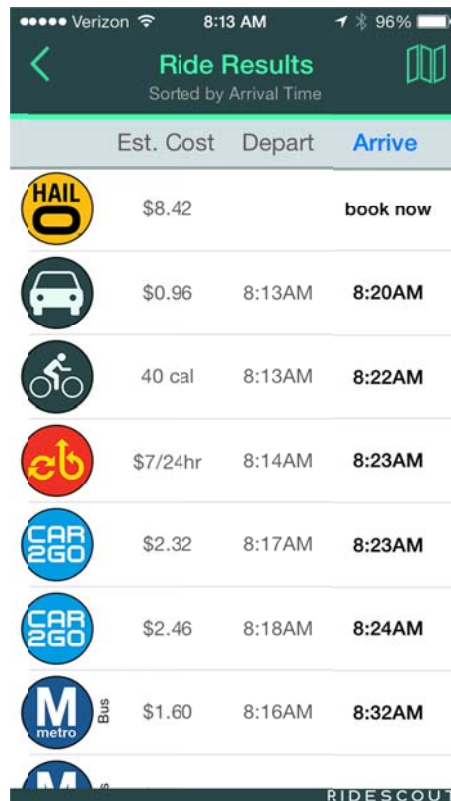 Verizon 8:13 AM 96%
Ride Results
Sorted by Arrival Time
Est. Cost Depart Arrive
HAIL
O
$8.42 book now
$0.96 8:13AM 8:20AM
40 cal 8:13AM 8:22AM
cb
$7/24hr 8:14AM 8:23AM
CAR
2GO
$2.32 8:17AM 8:23AM
CAR
2GO
$2.46 8:18AM 8:24AM
M
metro
Bus
$1.60 8:16AM 8:32AM
M
RIDESCOUT